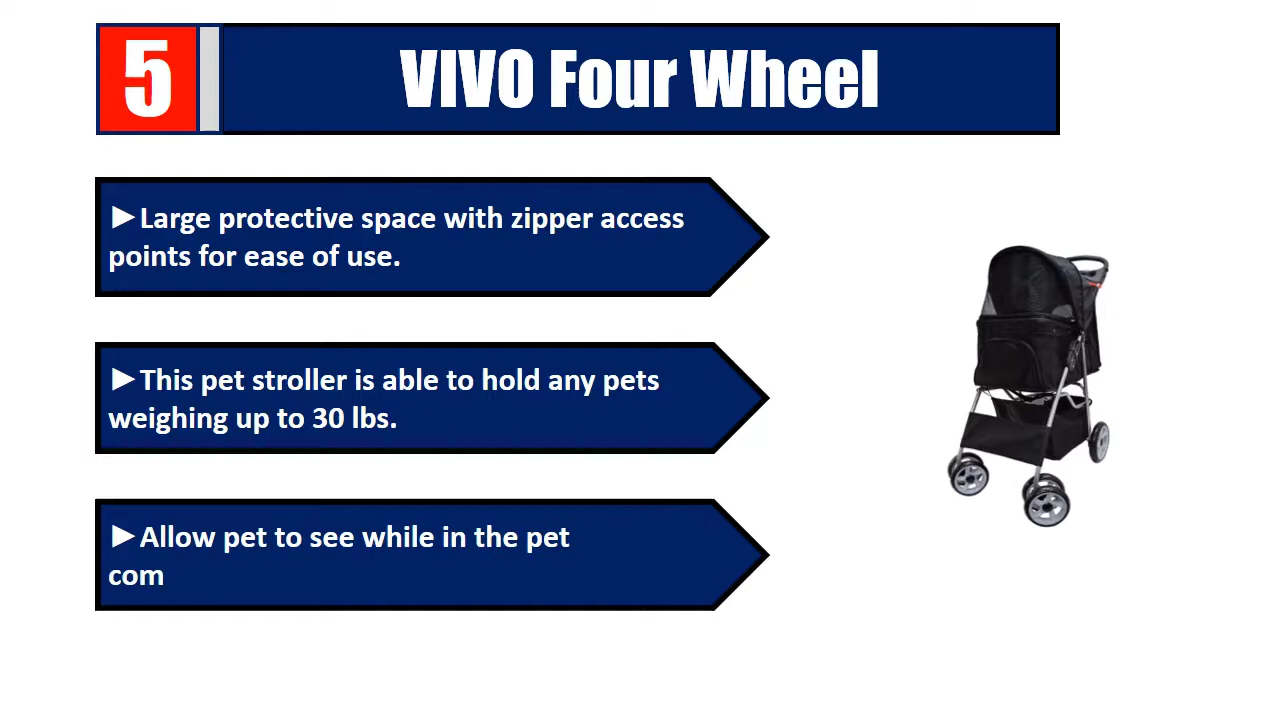 5
VIVO Four Wheel
►Large protective space with zipper access
points for ease of use.
►This pet stroller is able to hold any pets
weighing up to 30 lbs.
►Allow pet to see while in the pet
com